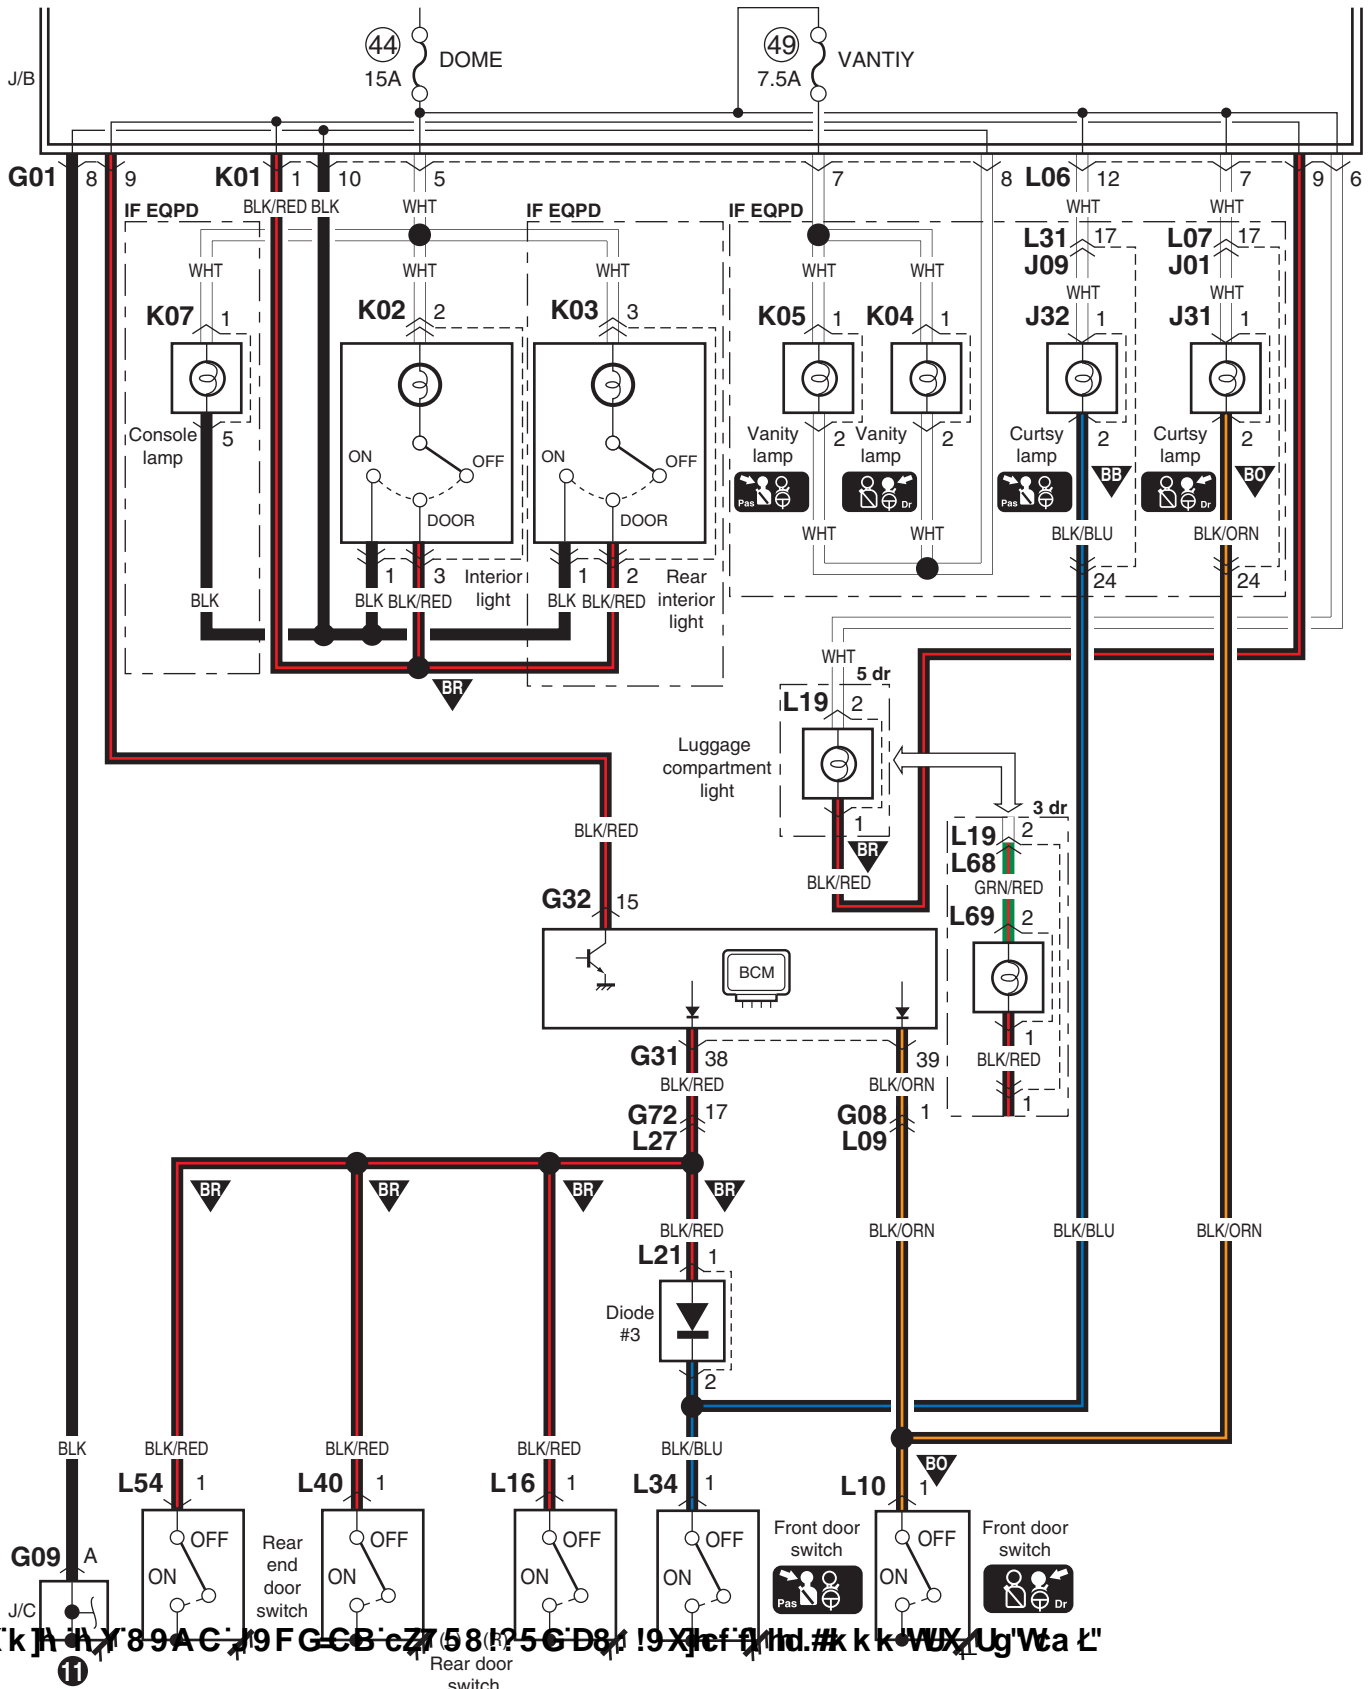 44 DOME 49 VANTIY
15A 7.5A
J/B
G01 8 9 K01 1 10 5 7 8 L06 12 7 9 6
BLK/RED BLK WHT WHT WHT
IF EQPD IF EQPD IF EQPD
L31 17 L07 17
J09 J01
WHT WHT WHT WHT WHT
WHT WHT
K07 1 K02 2 K03 3 K05 1 K04 1 J32 1 J31 1
Console lamp 5
ON OFF DOOR
ON OFF DOOR
Vanity lamp 2
Vanity lamp 2
Curtsy lamp 2
Curtsy lamp 2
Pas Dr Pas BB Dr BO
WHT WHT BLK/BLU BLK/ORN
1 3 Interior light
1 2 Rear interior light
24 24
BLK BLK BLK/RED BLK BLK/RED
BR
WHT
5 dr
L19 2
Luggage compartment light
1
BR
BLK/RED
3 dr
L19 2
L68
GRN/RED
L69 2
1
BLK/RED
1
BLK/RED
G32 15
BCM
G31 38 39
BLK/RED BLK/ORN
G72 17 G08 1
L27 L09
BR BR BR BR
BLK/RED BLK/ORN BLK/BLU BLK/ORN
L21 1
Diode #3
2
BLK BLK/RED BLK/RED BLK/RED BLK/BLU
BO
L54 1 L40 1 L16 1 L34 1 L10 1
G09 A
J/C
OFF ON
Rear end door switch
OFF ON
OFF ON
OFF ON
Front door switch
Pas
OFF ON
Front door switch
Dr
Rear door
switch
11